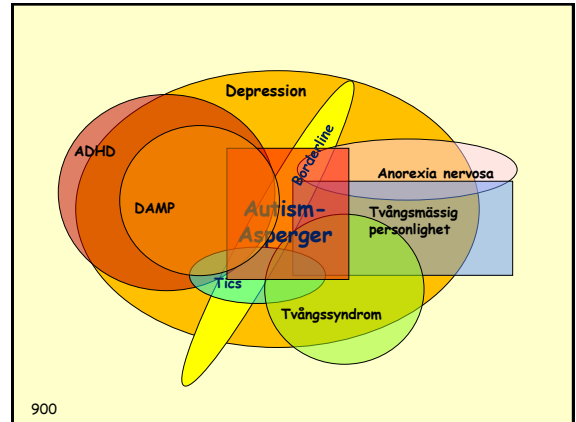 Depression
ADHD
Borderline
Anorexia nervosa
DAMP
Autism-
Asperger
Tvångsmässig
personlighet
Tics
Tvångssyndrom
900